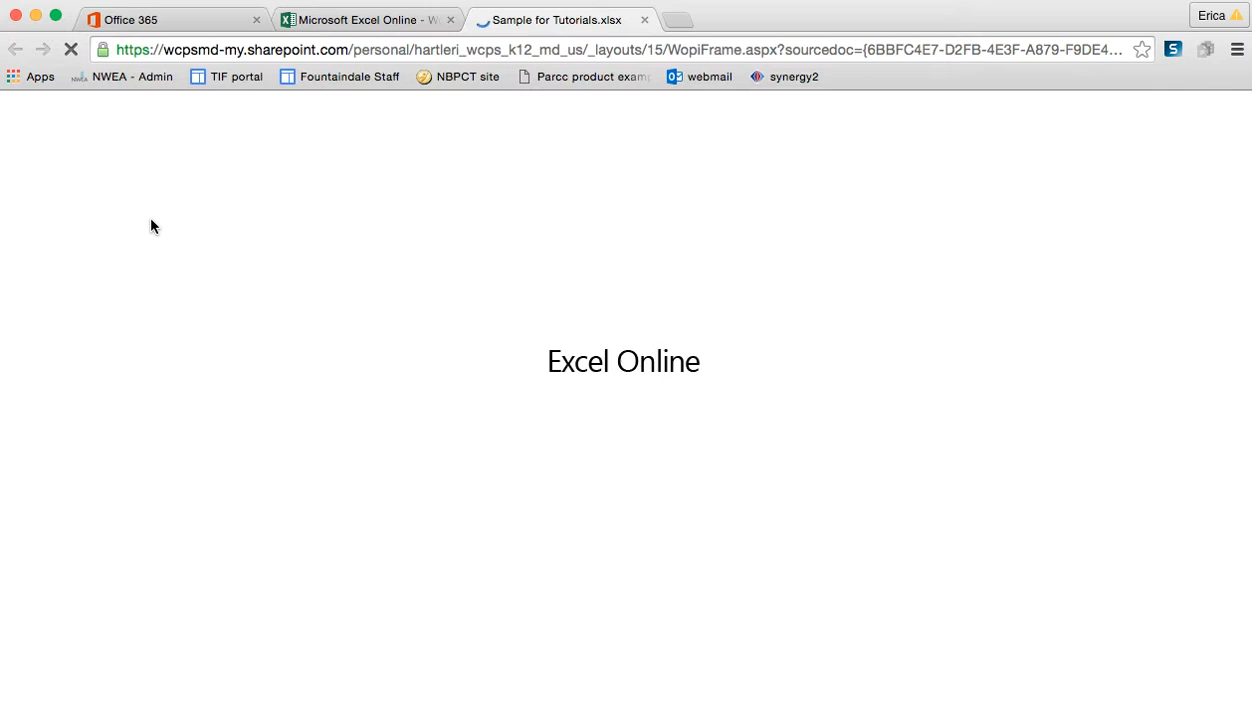 Office 365
Microsoft Excel Online - W
Sample for Tutorials.xlsx
Erica
https://wcpsmd-my.sharepoint.com/personal/hartleri_wcps_k12_md_us/_layouts/15/WopiFrame.aspx?sourcedoc={6BBFC4E7-D2FB-4E3F-A879-F9DE4...
Apps
NWEA - Admin
TIF portal
Fountaindale Staff
NBPCT site
Parcc product exam
webmail
synergy2
Excel Online